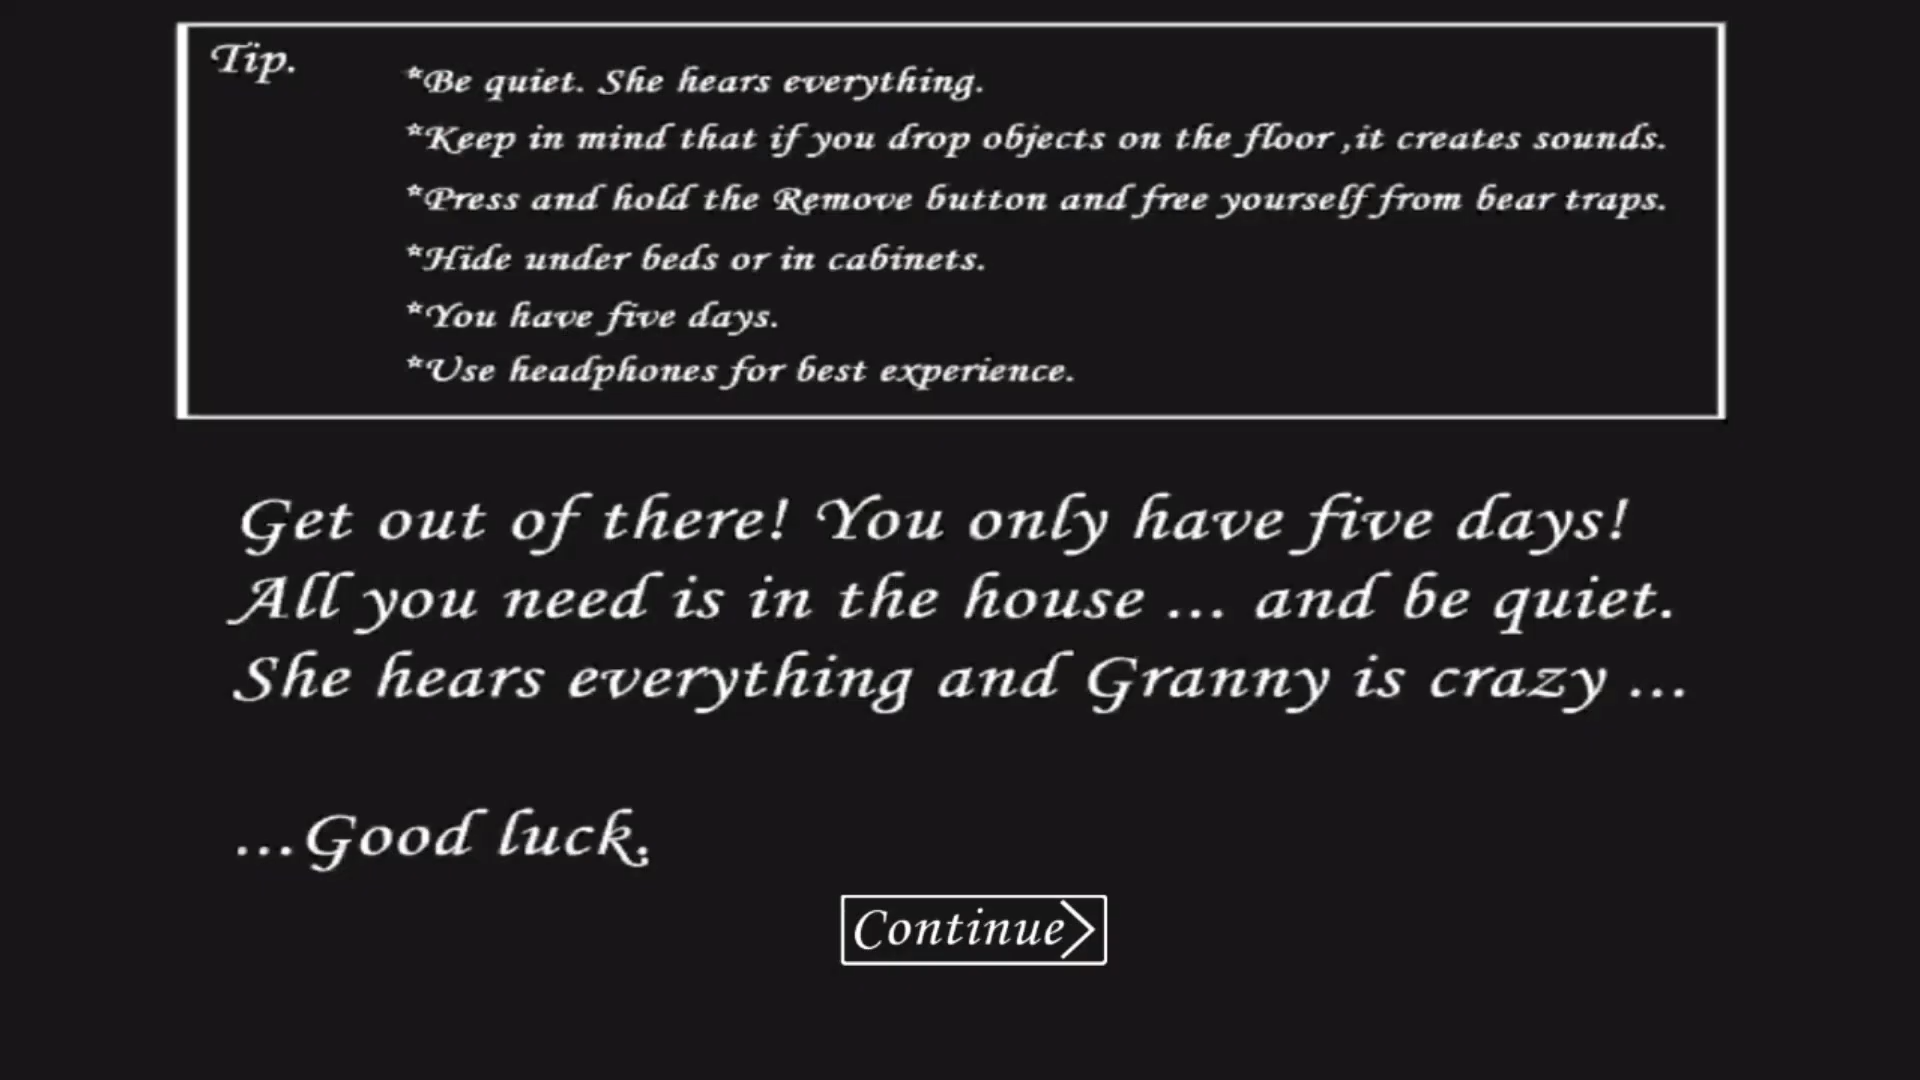 Tip.
*Be quiet. She hears everything.
*Keep in mind that if you drop objects on the floor ,it creates sounds.
*Press and hold the Remove button and free yourself from bear traps.
*Hide under beds or in cabinets.
*You have five days.
*Use headphones for best experience.
Get out of there! You only have five days!
All you need is in the house ... and be quiet.
She hears everything and Granny is crazy ...
...Good luck.
Continue>